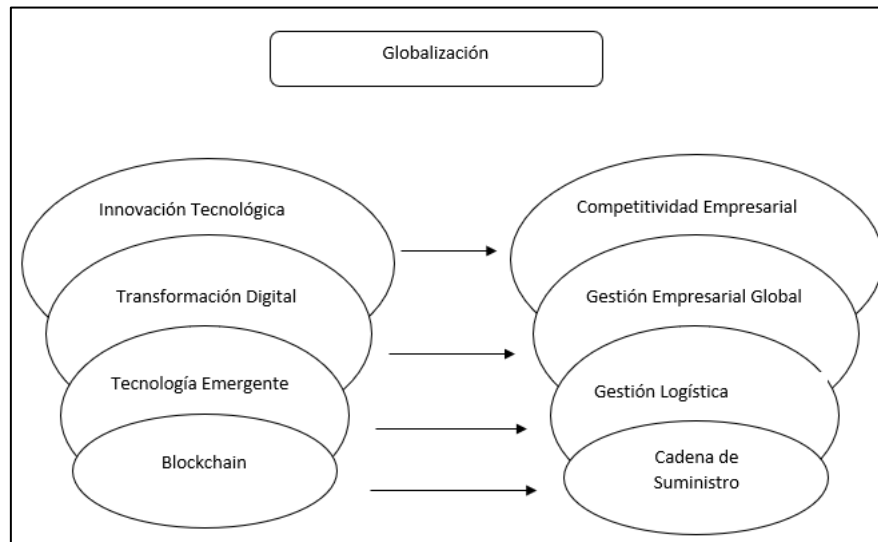 Globalización
Innovación Tecnológica
Competitividad Empresarial
Transformación Digital
Gestión Empresarial Global
Tecnología Emergente
Gestión Logística
Blockchain
Cadena de
Suministro